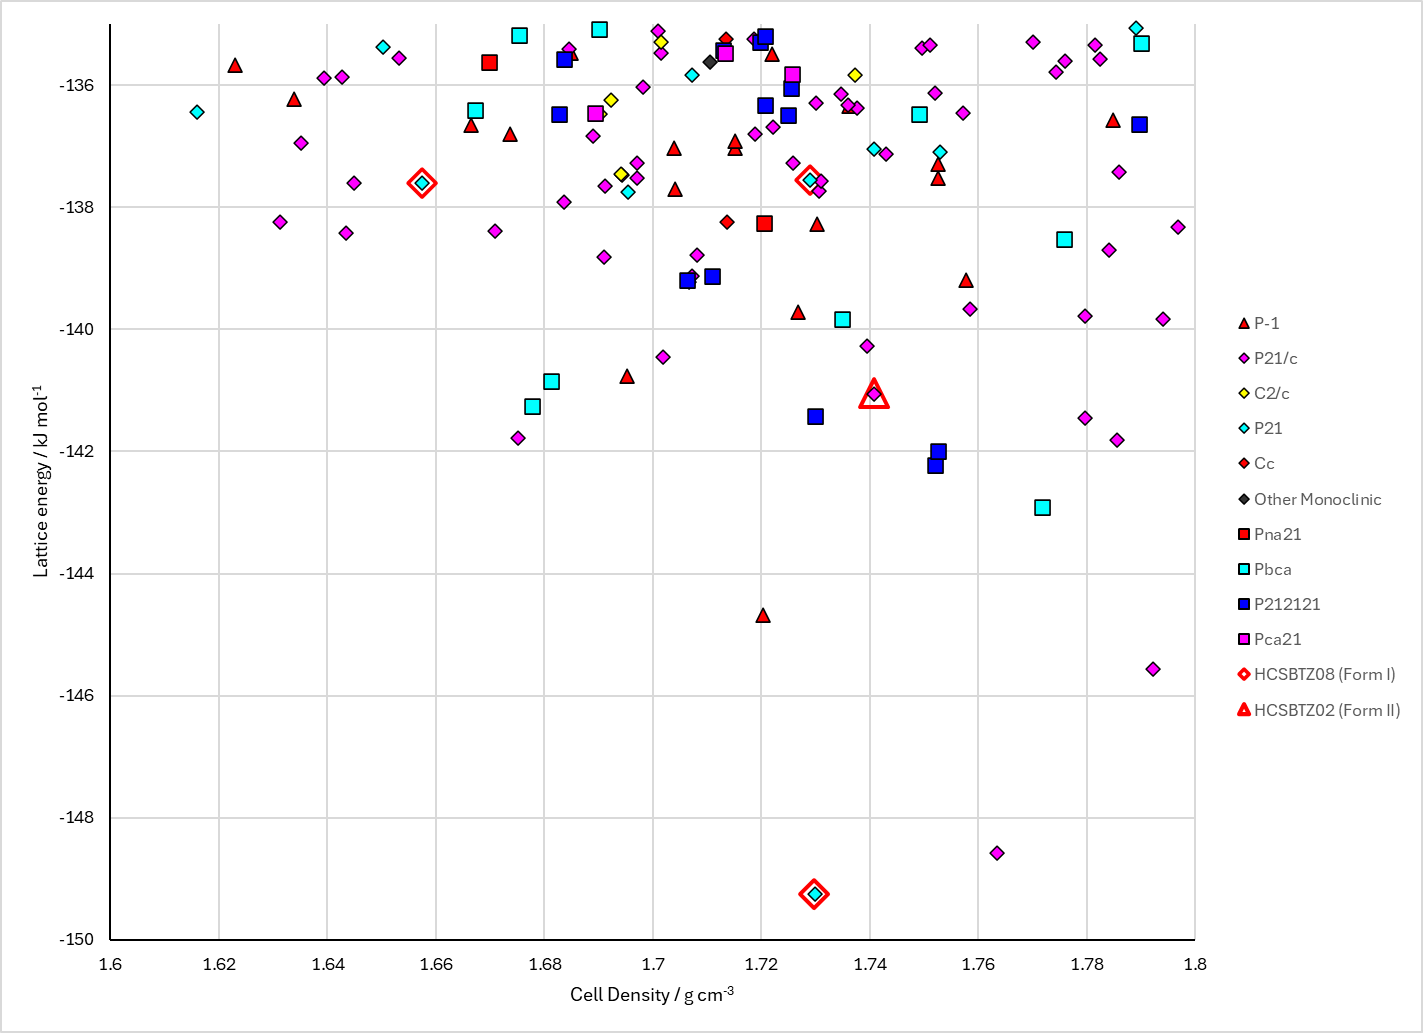 -136
-138
-140
-142
-144
-146
-148
-150
Lattice energy / kJ mol-1
1.6 1.62 1.64 1.66 1.68 1.7 1.72 1.74 1.76 1.78 1.8
Cell Density / g cm-3
P-1
P21/c
C2/c
P21
Cc
Other Monoclinic
Pna21
Pbca
P212121
Pca21
HCSBTZ08 (Form I)
HCSBTZ02 (Form II)